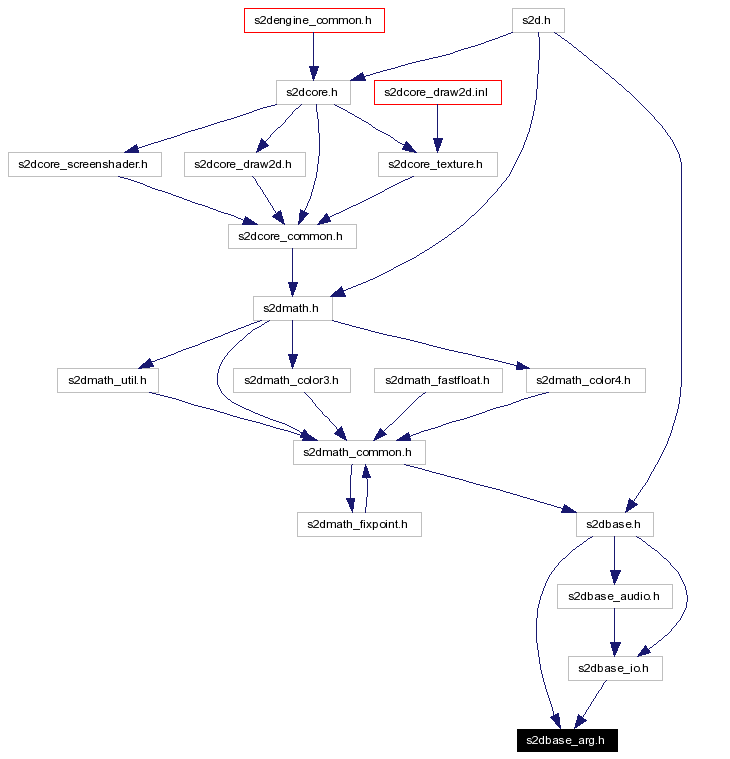 s2dengine_common.h
s2d.h
s2dcore.h
s2dcore_draw2d.inl
s2dcore_screenshader.h
s2dcore_draw2d.h
s2dcore_texture.h
s2dcore_common.h
s2dmath.h
s2dmath_util.h
s2dmath_color3.h
s2dmath_fastfloat.h
s2dmath_color4.h
s2dmath_common.h
s2dmath_fixpoint.h
s2dbase.h
s2dbase_audio.h
s2dbase_io.h
s2dbase_arg.h